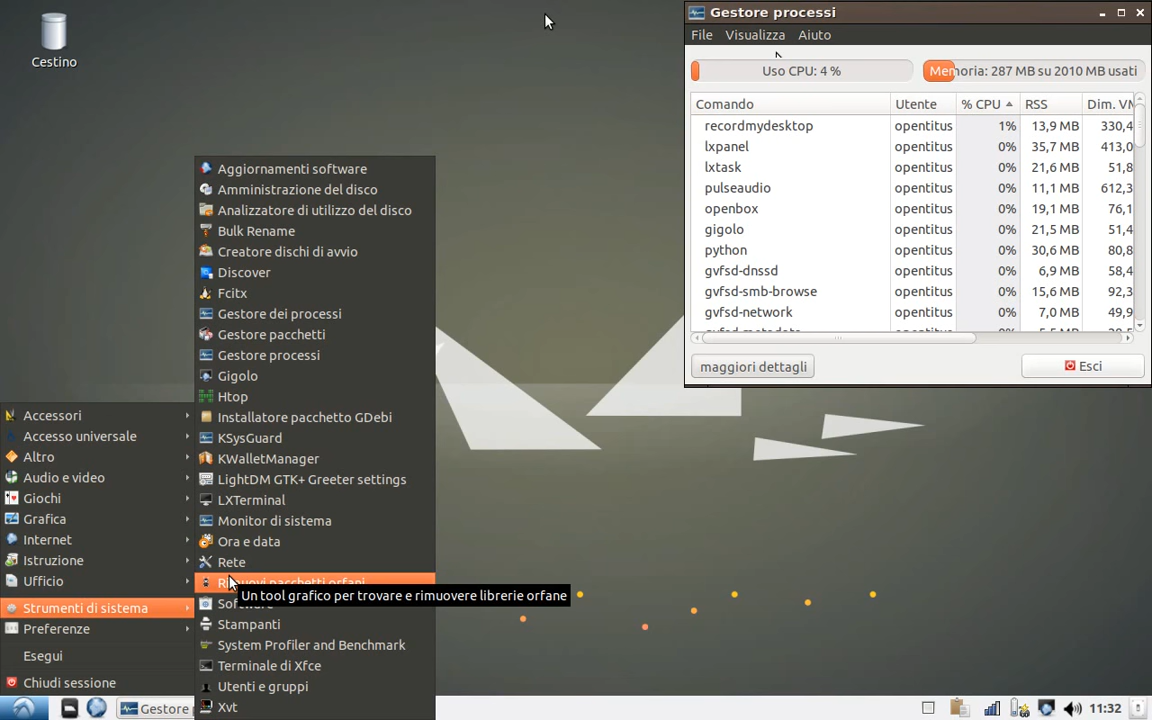 Cestino
Gestore processi
File Visualizza Aiuto
Uso CPU: 4 %
Memoria: 287 MB su 2010 MB usati
Comando Utente % CPU RSS Dim. VM
recordmydesktop opentitus 1% 13,9 MB 330,4
lxpanel opentitus 0% 35,7 MB 413,0
lxtask opentitus 0% 21,6 MB 51,8
pulseaudio opentitus 0% 11,1 MB 612,3
openbox opentitus 0% 19,1 MB 76,1
gigolo opentitus 0% 21,5 MB 51,4
python opentitus 0% 30,6 MB 80,8
gvfsd-dnssd opentitus 0% 6,9 MB 58,4
gvfsd-smb-browse opentitus 0% 15,6 MB 92,3
gvfsd-network opentitus 0% 7,0 MB 49,9
maggiori dettagli
Esci
Aggiornamenti software
Amministrazione del disco
Analizzatore di utilizzo del disco
Bulk Rename
Creatore dischi di avvio
Discover
Fcitx
Gestore dei processi
Gestore pacchetti
Gestore processi
Gigolo
Htop
Installatore pacchetto GDebi
KSysGuard
KWalletManager
LightDM GTK+ Greeter settings
LXTerminal
Monitor di sistema
Ora e data
Rete
Rimuovi pacchetti orfani
Un tool grafico per trovare e rimuovere librerie orfane
Software
Stampanti
System Profiler and Benchmark
Terminale di Xfce
Utenti e gruppi
Xvt
Accessori
Accesso universale
Altro
Audio e video
Giochi
Grafica
Internet
Istruzione
Ufficio
Strumenti di sistema
Preferenze
Esegui
Chiudi sessione
Gestore p
11:32